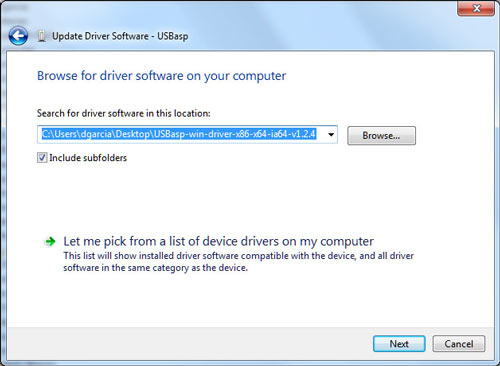 Update Driver Software - USBasp
Browse for driver software on your computer
Search for driver software in this location:
C:\Users\dgarcia\Desktop\USBasp-win-driver-x86-x64-ia64-v1.2.4
Browse...
Include subfolders
Let me pick from a list of device drivers on my computer
This list will show installed driver software compatible with the device, and all driver
software in the same category as the device.
Next
Cancel